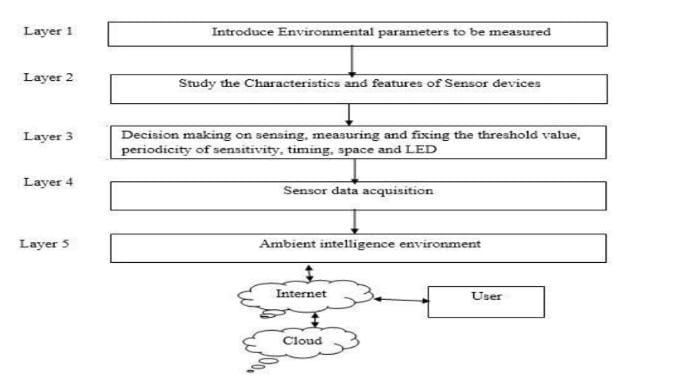 Layer 1
Introduce Environmental parameters to be measured
Layer 2
Study the Characteristics and features of Sensor devices
Layer 3
Decision making on sensing, measuring and fixing the threshold value,
periodicity of sensitivity, timing, space and LED
Layer 4
Sensor data acquisition
Layer 5
Ambient intelligence environment
Internet
User
Cloud